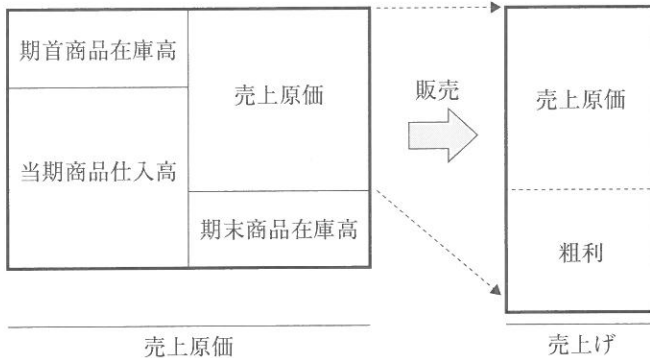 期首商品在庫高
当期商品仕入高
売上原価
期末商品在庫高
販売
売上原価
粗利
売上原価
売上げ